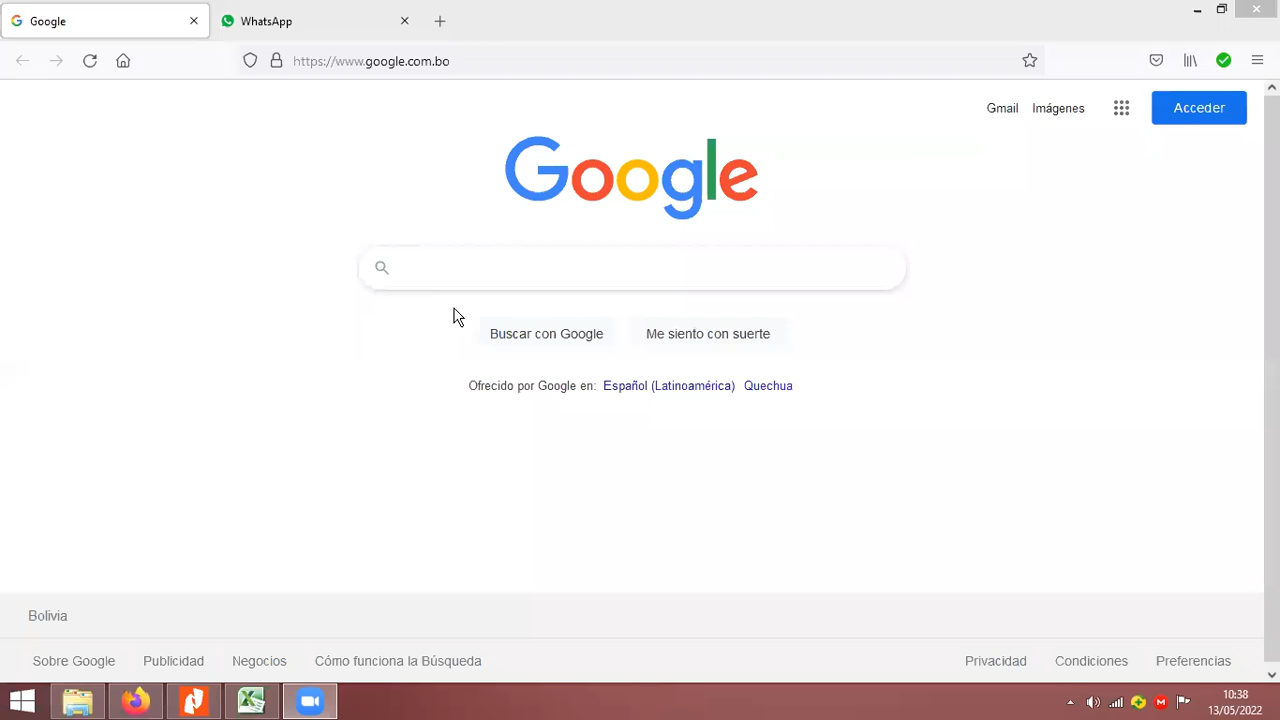 Google
WhatsApp
https://www.google.com.bo
Gmail
Imágenes
Acceder
Google
Buscar con Google
Me siento con suerte
Ofrecido por Google en: Español (Latinoamérica) Quechua
Bolivia
Sobre Google
Publicidad
Negocios
Cómo funciona la Búsqueda
Privacidad
Condiciones
Preferencias
10:38
13/05/2022